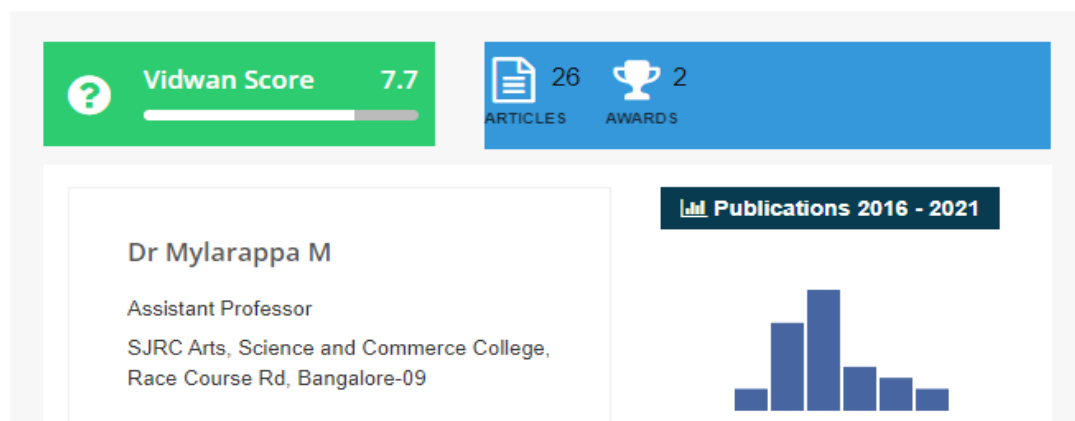 Vidwan Score 7.7
26 2
ARTICLES AWARDS
Publications 2016 - 2021
Dr Mylarappa M
Assistant Professor
SJRC Arts, Science and Commerce College,
Race Course Rd, Bangalore-09